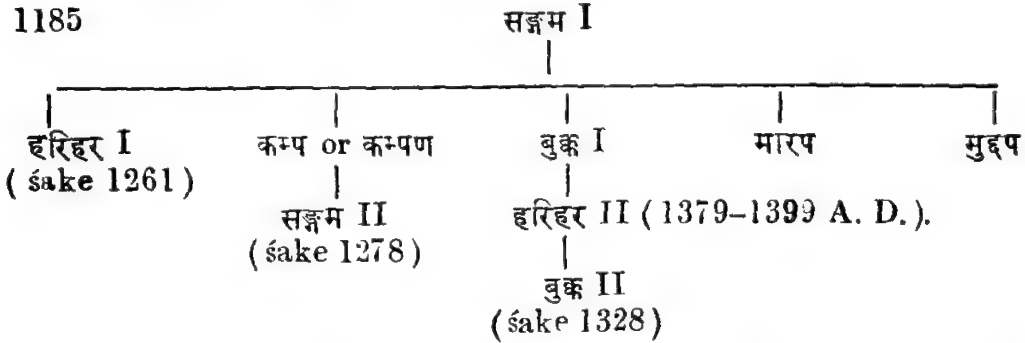 1185
सङ्गम I
हरिहर I कम्प or कम्पण बुक्क I मारप मुद्दप
( śake 1261 )
सङ्गम II हरिहर II ( 1379–1399 A. D. ).
( śake 1278 )
बुक्क II
( śake 1328 )